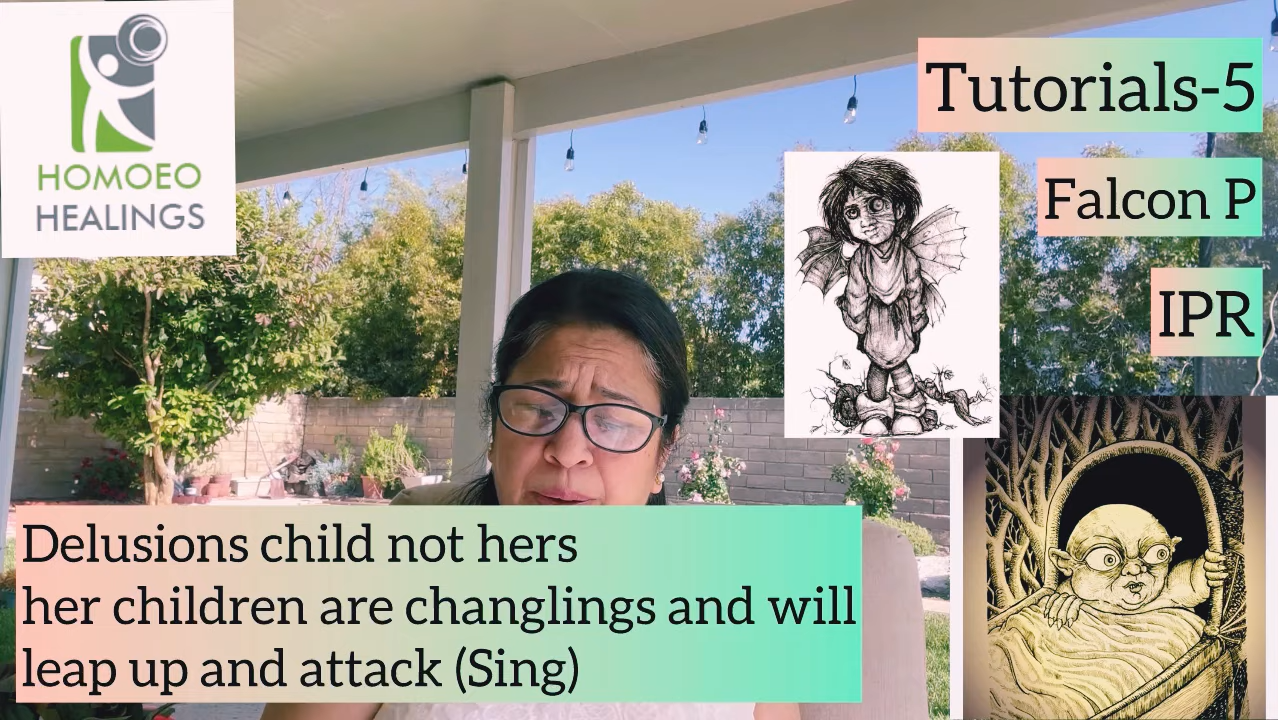 HOMOEO
HEALINGS
Tutorials-5
Falcon P
IPR
Delusions child not hers
her children are changlings and will
leap up and attack (Sing)